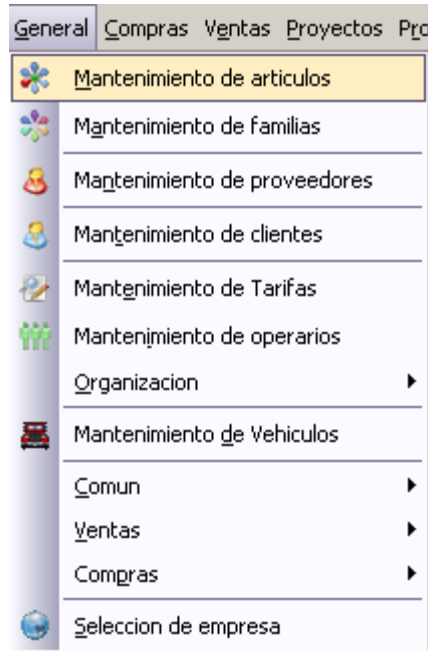 General Compras Ventas Proyectos Pro
Mantenimiento de articulos
Mantenimiento de familias
Mantenimiento de proveedores
Mantenimiento de clientes
Mantenimiento de Tarifas
Mantenimiento de operarios
Organizacion
Mantenimiento de Vehiculos
Comun
Ventas
Compras
Seleccion de empresa